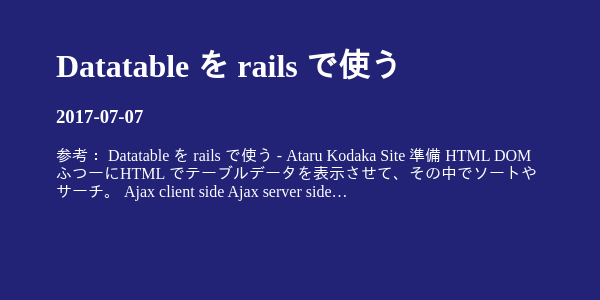 Datatable を rails で使う
2017-07-07
参考： Datatable を rails で使う - Ataru Kodaka Site 準備 HTML DOM
ふつーにHTML でテーブルデータを表示させて、その中でソートや
サーチ。 Ajax client side Ajax server side…